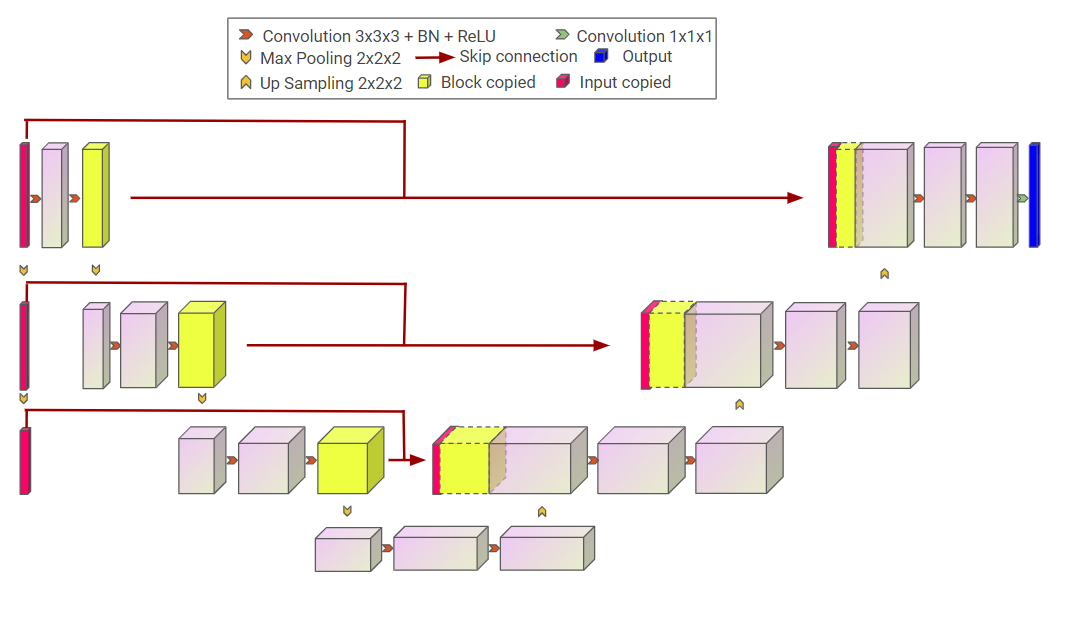 Convolution 3x3x3 + BN + ReLU Convolution 1x1x1
Max Pooling 2x2x2 Skip connection Output
Up Sampling 2x2x2 Block copied Input copied